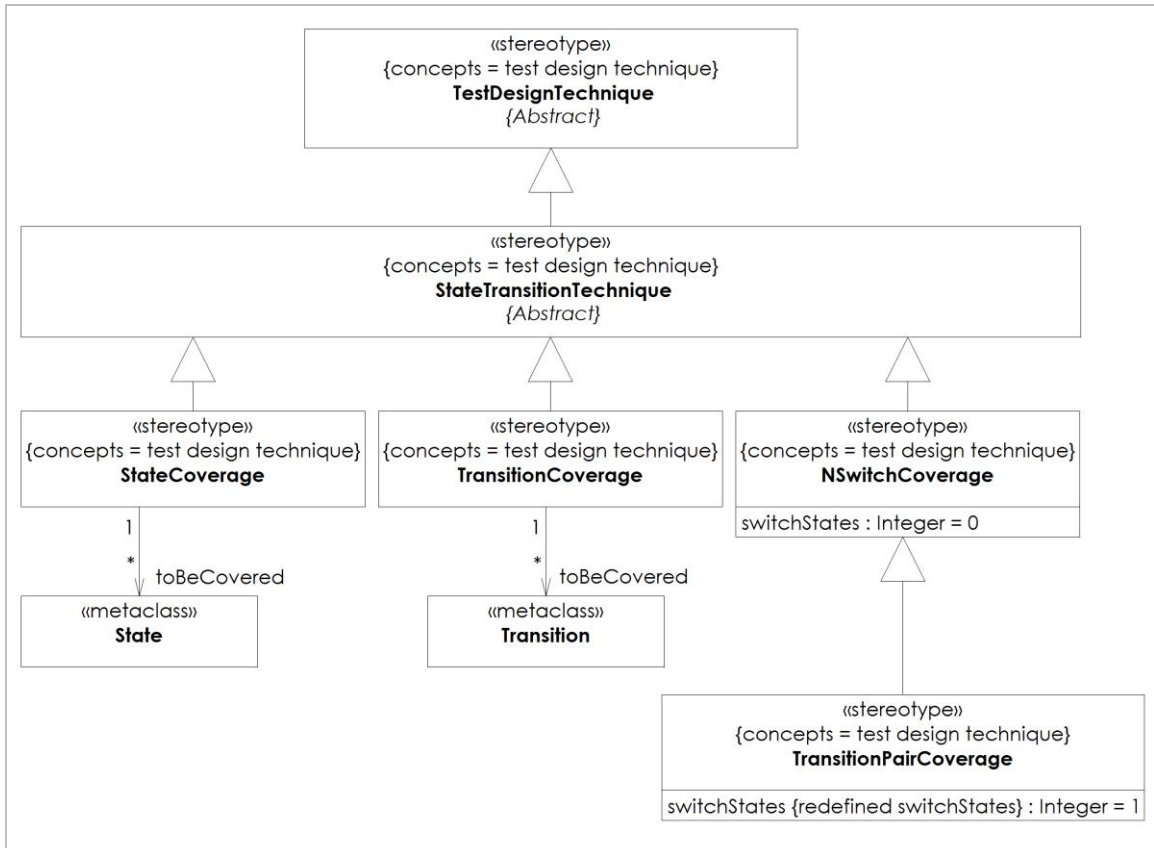 «stereotype»
{concepts = test design technique}
TestDesignTechnique
{Abstract}
«stereotype»
{concepts = test design technique}
StateTransitionTechnique
{Abstract}
«stereotype»
{concepts = test design technique}
StateCoverage
«stereotype»
{concepts = test design technique}
TransitionCoverage
«stereotype»
{concepts = test design technique}
NSwitchCoverage
switchStates : Integer = 0
1
*
toBeCovered
1
*
toBeCovered
«metaclass»
State
«metaclass»
Transition
«stereotype»
{concepts = test design technique}
TransitionPairCoverage
switchStates {redefined switchStates} : Integer = 1